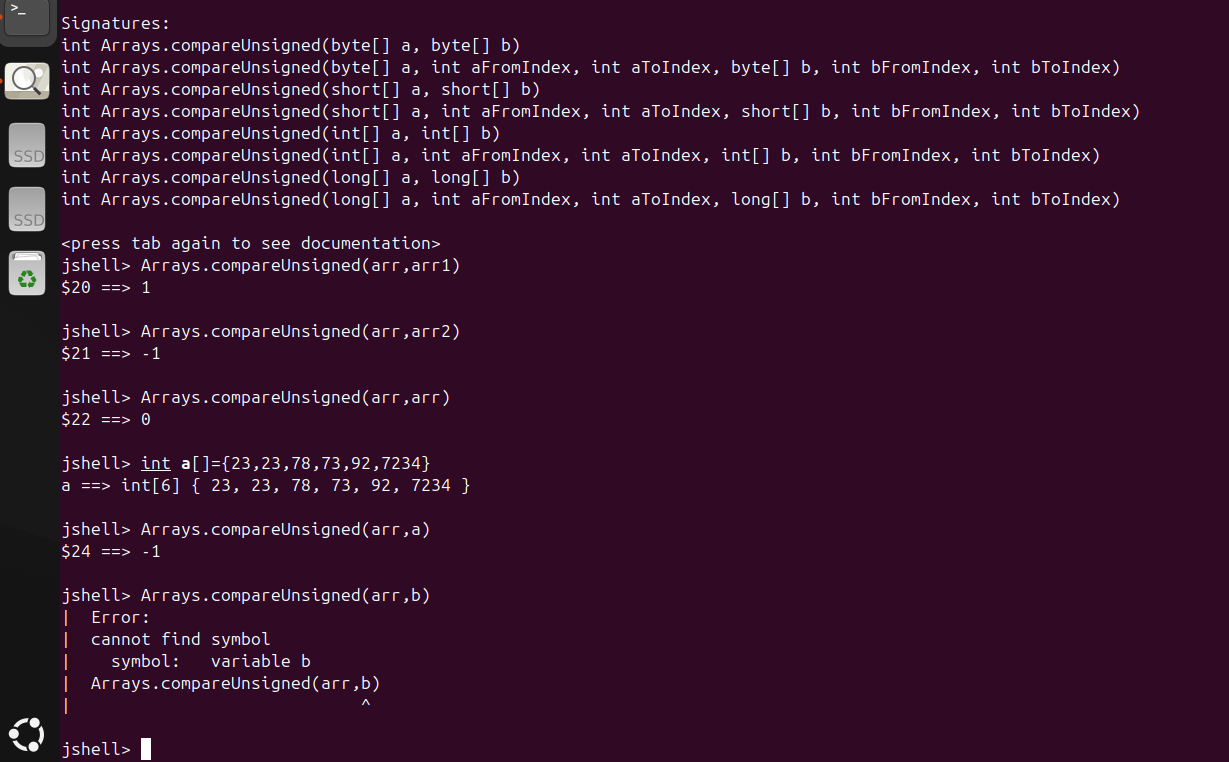 >_
Signatures:
int Arrays.compareUnsigned(byte[] a, byte[] b)
int Arrays.compareUnsigned(byte[] a, int aFromIndex, int aToIndex, byte[] b, int bFromIndex, int bToIndex)
int Arrays.compareUnsigned(short[] a, short[] b)
int Arrays.compareUnsigned(short[] a, int aFromIndex, int aToIndex, short[] b, int bFromIndex, int bToIndex)
int Arrays.compareUnsigned(int[] a, int[] b)
int Arrays.compareUnsigned(int[] a, int aFromIndex, int aToIndex, int[] b, int bFromIndex, int bToIndex)
SSD
int Arrays.compareUnsigned(long[] a, long[] b)
int Arrays.compareUnsigned(long[] a, int aFromIndex, int aToIndex, long[] b, int bFromIndex, int bToIndex)
SSD
<press tab again to see documentation>
jshell> Arrays.compareUnsigned(arr,arr1)
$20 ==> 1
jshell> Arrays.compareUnsigned(arr,arr2)
$21 ==> -1
jshell> Arrays.compareUnsigned(arr,arr)
$22 ==> 0
jshell> int a[]={23,23,78,73,92,7234}
a ==> int[6] { 23, 23, 78, 73, 92, 7234 }
jshell> Arrays.compareUnsigned(arr,a)
$24 ==> -1
jshell> Arrays.compareUnsigned(arr,b)
|  Error:
|  cannot find symbol
|    symbol:   variable b
|  Arrays.compareUnsigned(arr,b)
|                             ^
jshell>